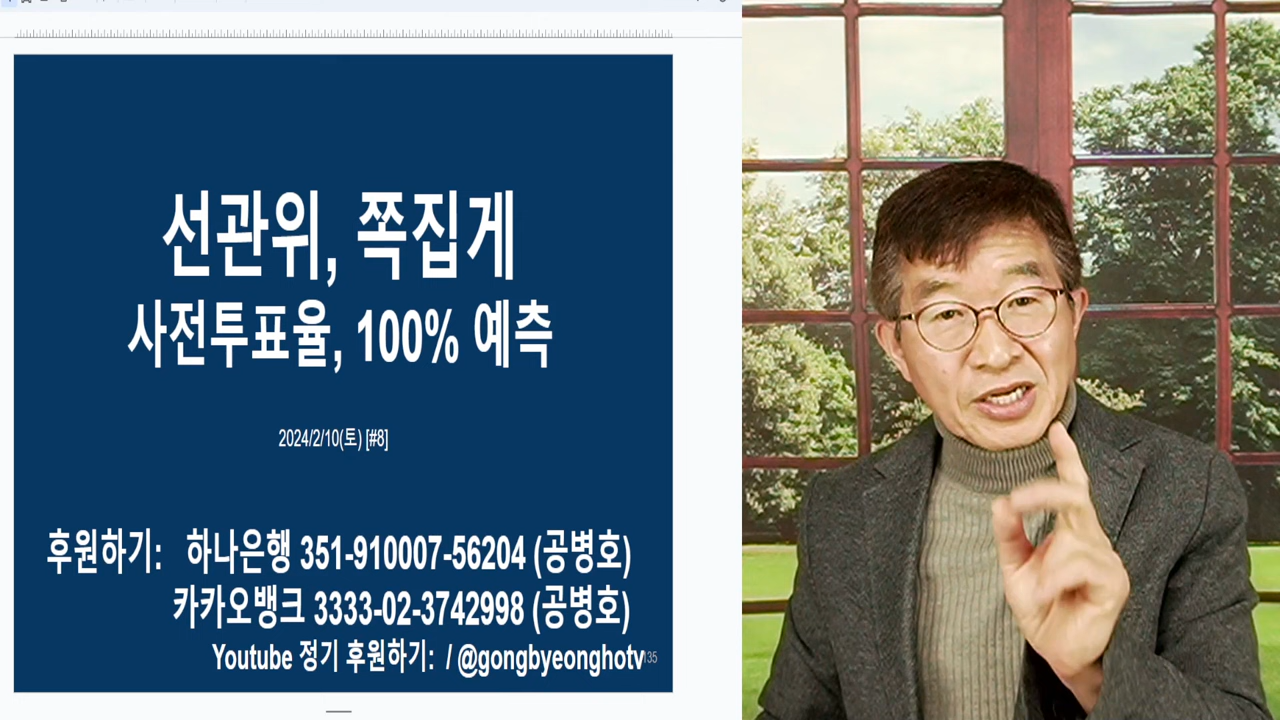 선관위, 쪽집게
사전투표율, 100% 예측
2024/2/10(토) [#8]
후원하기: 하나은행 351-910007-56204 (공병호)
카카오뱅크 3333-02-3742998 (공병호)
Youtube 정기 후원하기: / @gongbyeonghotv
135